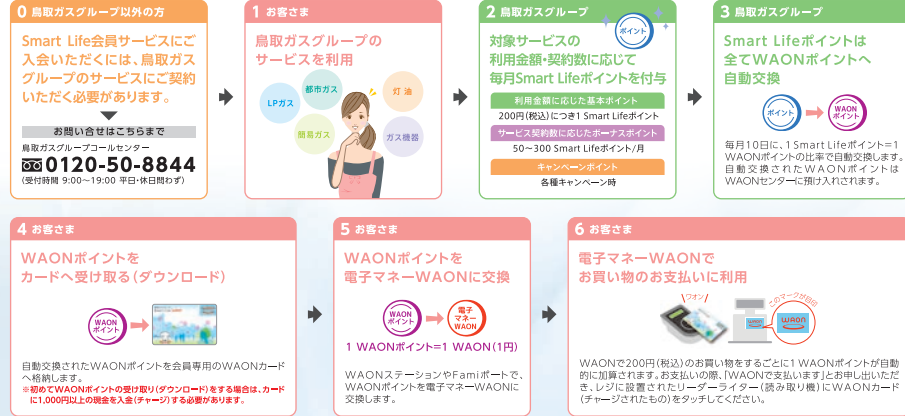 0 鳥取ガスグループ以外の方
Smart Life会員サービスにご
入会いただくには、鳥取ガス
グループのサービスにご契約
いただく必要があります。
お問い合せはこちらまで
鳥取ガスグループコールセンター
0120-50-8844
(受付時間 9:00〜19:00 平日・休日問わず)
1 お客さま
鳥取ガスグループの
サービスを利用
都市ガス
灯油
LPガス
簡易ガス
ガス機器
2 鳥取ガスグループ
ポイント
対象サービスの
利用金額・契約数に応じて
毎月Smart Lifeポイントを付与
利用金額に応じた基本ポイント
200円(税込)につき1 Smart Lifeポイント
サービス契約数に応じたボーナスポイント
50〜300 Smart Lifeポイント/月
キャンペーンポイント
各種キャンペーン時
3 鳥取ガスグループ
Smart Lifeポイントは
全てWAONポイントへ
自動交換
ポイント
WAON
ポイント
毎月10日に、1 Smart Lifeポイント=1
WAONポイントの比率で自動交換します。
自動交換されたWAONポイントは
WAONセンターに預け入れされます。
4 お客さま
WAONポイントを
カードへ受け取る(ダウンロード)
WAON
ポイント
自動交換されたWAONポイントを会員専用のWAONカード
へ格納します。
※初めてWAONポイントの受け取り(ダウンロード)をする場合は、カード
に1,000円以上の現金を入金(チャージ)する必要があります。
5 お客さま
WAONポイントを
電子マネーWAONに交換
WAON
ポイント
電子
マネー
WAON
1 WAONポイント=1 WAON(1円)
WAONステーションやFamiポートで、
WAONポイントを電子マネーWAONに
交換します。
6 お客さま
電子マネーWAONで
お買い物のお支払いに利用
ワオン
このマークが目印
WAON
WAONで200円(税込)のお買い物をするごとに1 WAONポイントが自動
的に加算されます。お支払いの際、「WAONで支払います」とお申し出いただ
き、レジに設置されたリーダーライター(読み取り機)にWAONカード
(チャージされたもの)をタッチしてください。